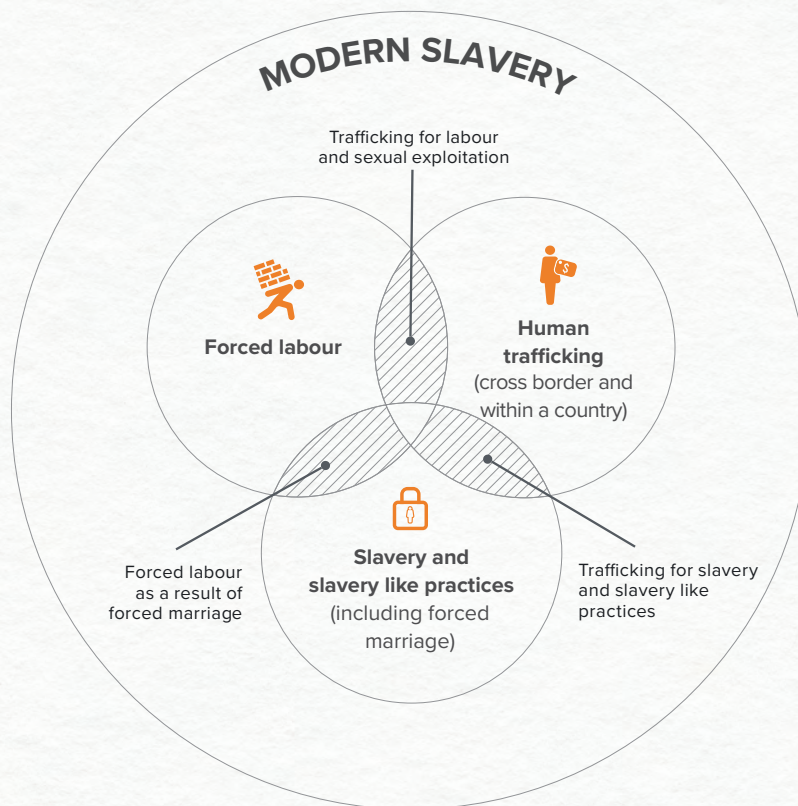 MODERN SLAVERY
Trafficking for labour
and sexual exploitation
Forced labour
$
Human
trafficking
(cross border and
within a country)
Slavery and
slavery like practices
(including forced
marriage)
Forced labour
as a result of
forced marriage
Trafficking for slavery
and slavery like
practices